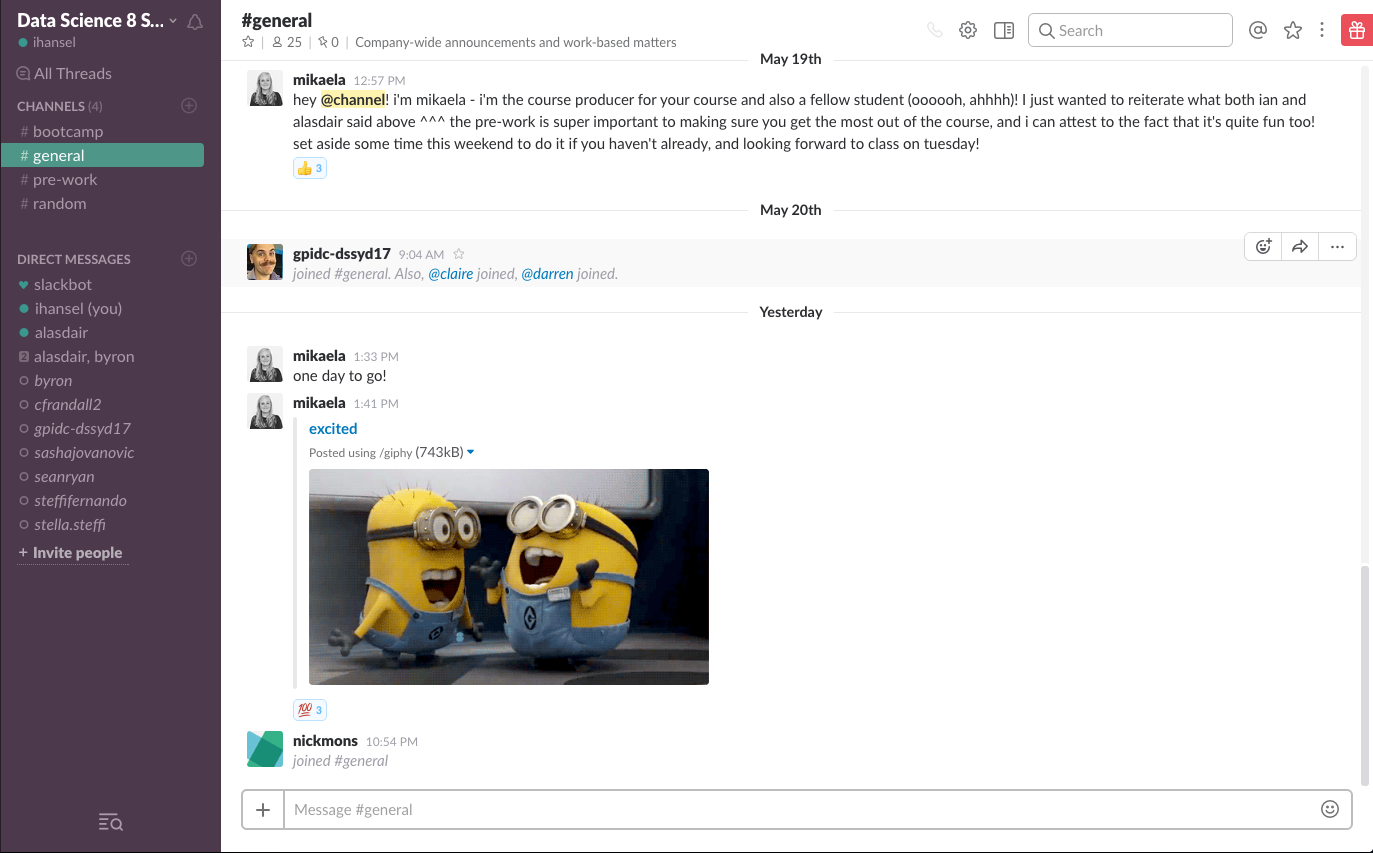 Data Science 8 S...
ihansel
All Threads
CHANNELS (4)
# bootcamp
# general
# pre-work
# random
DIRECT MESSAGES
slackbot
ihansel (you)
alasdair
2 alasdair, byron
byron
cfrandall2
gpidc-dssyd17
sashajovanovic
seanryan
steffifernando
stella.steffi
+ Invite people
#general
25 | 0 | Company-wide announcements and work-based matters
Search
May 19th
mikaela 12:57 PM
hey @channel! i'm mikaela - i'm the course producer for your course and also a fellow student (oooooh, ahhhh)! I just wanted to reiterate what both ian and
alasdair said above ^^^ the pre-work is super important to making sure you get the most out of the course, and i can attest to the fact that it's quite fun too!
set aside some time this weekend to do it if you haven't already, and looking forward to class on tuesday!
👍 3
May 20th
gpidc-dssyd17 9:04 AM
joined #general. Also, @claire joined, @darren joined.
Yesterday
mikaela 1:33 PM
one day to go!
mikaela 1:41 PM
excited
Posted using /giphy (743kB)
💯 3
nickmons 10:54 PM
joined #general
+ Message #general